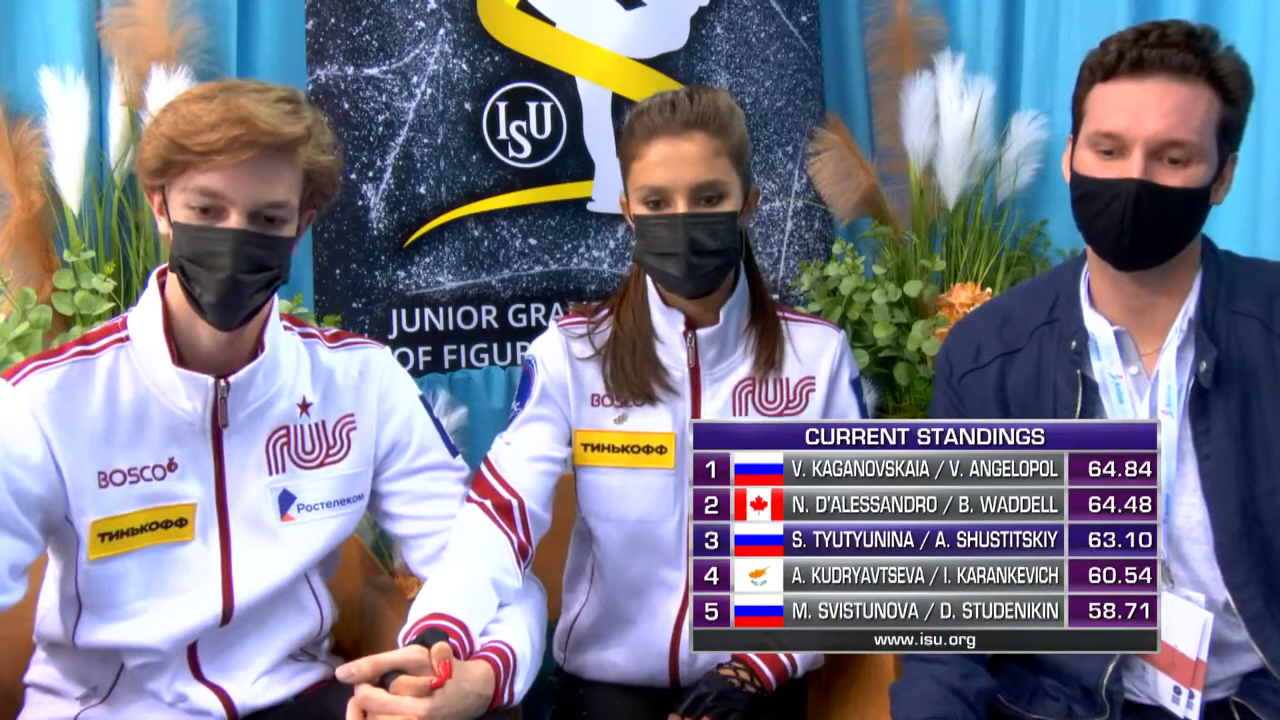 ISU
JUNIOR GRA
OF FIGUR
BOSCO
RUS
ТИНЬКОФФ
Ростелеком
BOSCO
RUS
ТИНЬКОФФ
CURRENT STANDINGS
1 V. KAGANOVSKAIA / V. ANGELOPOL 64.84
2 N. D'ALESSANDRO / B. WADDELL 64.48
3 S. TYUTYUNINA / A. SHUSTITSKIY 63.10
4 A. KUDRYAVTSEVA / I. KARANKEVICH 60.54
5 M. SVISTUNOVA / D. STUDENIKIN 58.71
www.isu.org